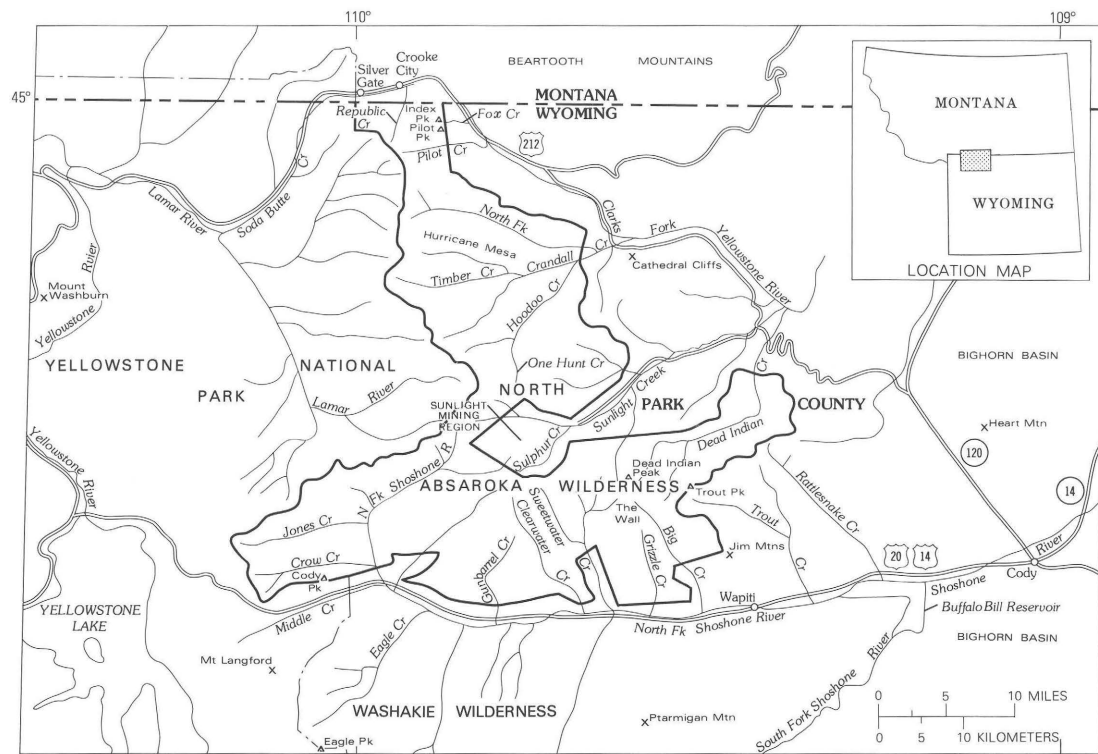 110°
109°
45°
Silver
Gate
Crooke
City
BEARTOOTH MOUNTAINS
MONTANA
WYOMING
Republic
Cr
Index
Pk
Pilot
Pk
Fox Cr
Pilot Cr
212
MONTANA
WYOMING
LOCATION MAP
Lamar River
Soda Butte
Cr
North Fk
Hurricane Mesa
Timber Cr
Crandall
Cr
Clarks
Fork
Yellowstone
River
Cathedral Cliffs
Hoodoo Cr
Mount
Washburn
Yellowstone
Ruier
YELLOWSTONE
NATIONAL
PARK
Lamar River
One Hunt Cr
NORTH
PARK
COUNTY
BIGHORN BASIN
Heart Mtn
SUNLIGHT
MINING
REGION
Sunlight
Creek
Sulphur Cr
Dead Indian
Cr
Dead Indian
Peak
120
14
Yellowstone
River
N Fk Shoshone R
ABSAROKA
WILDERNESS
Trout Pk
The
Wall
Trout
Cr
Rattlesnake Cr
Jones Cr
Crow Cr
Cody
Pk
Gunbarrel Cr
Clearwater
Cr
Sweetwater
Cr
Grizzle Cr
Big
Cr
Jim Mtns
20
14
Shoshone
River
Cody
Wapiti
YELLOWSTONE
LAKE
Middle Cr
Eagle Cr
North Fk Shoshone River
Buffalo Bill Reservoir
BIGHORN BASIN
Mt Langford
WASHAKIE
WILDERNESS
Eagle Pk
Ptarmigan Mtn
South Fork Shoshone
River
0 5 10 MILES
0 5 10 KILOMETERS